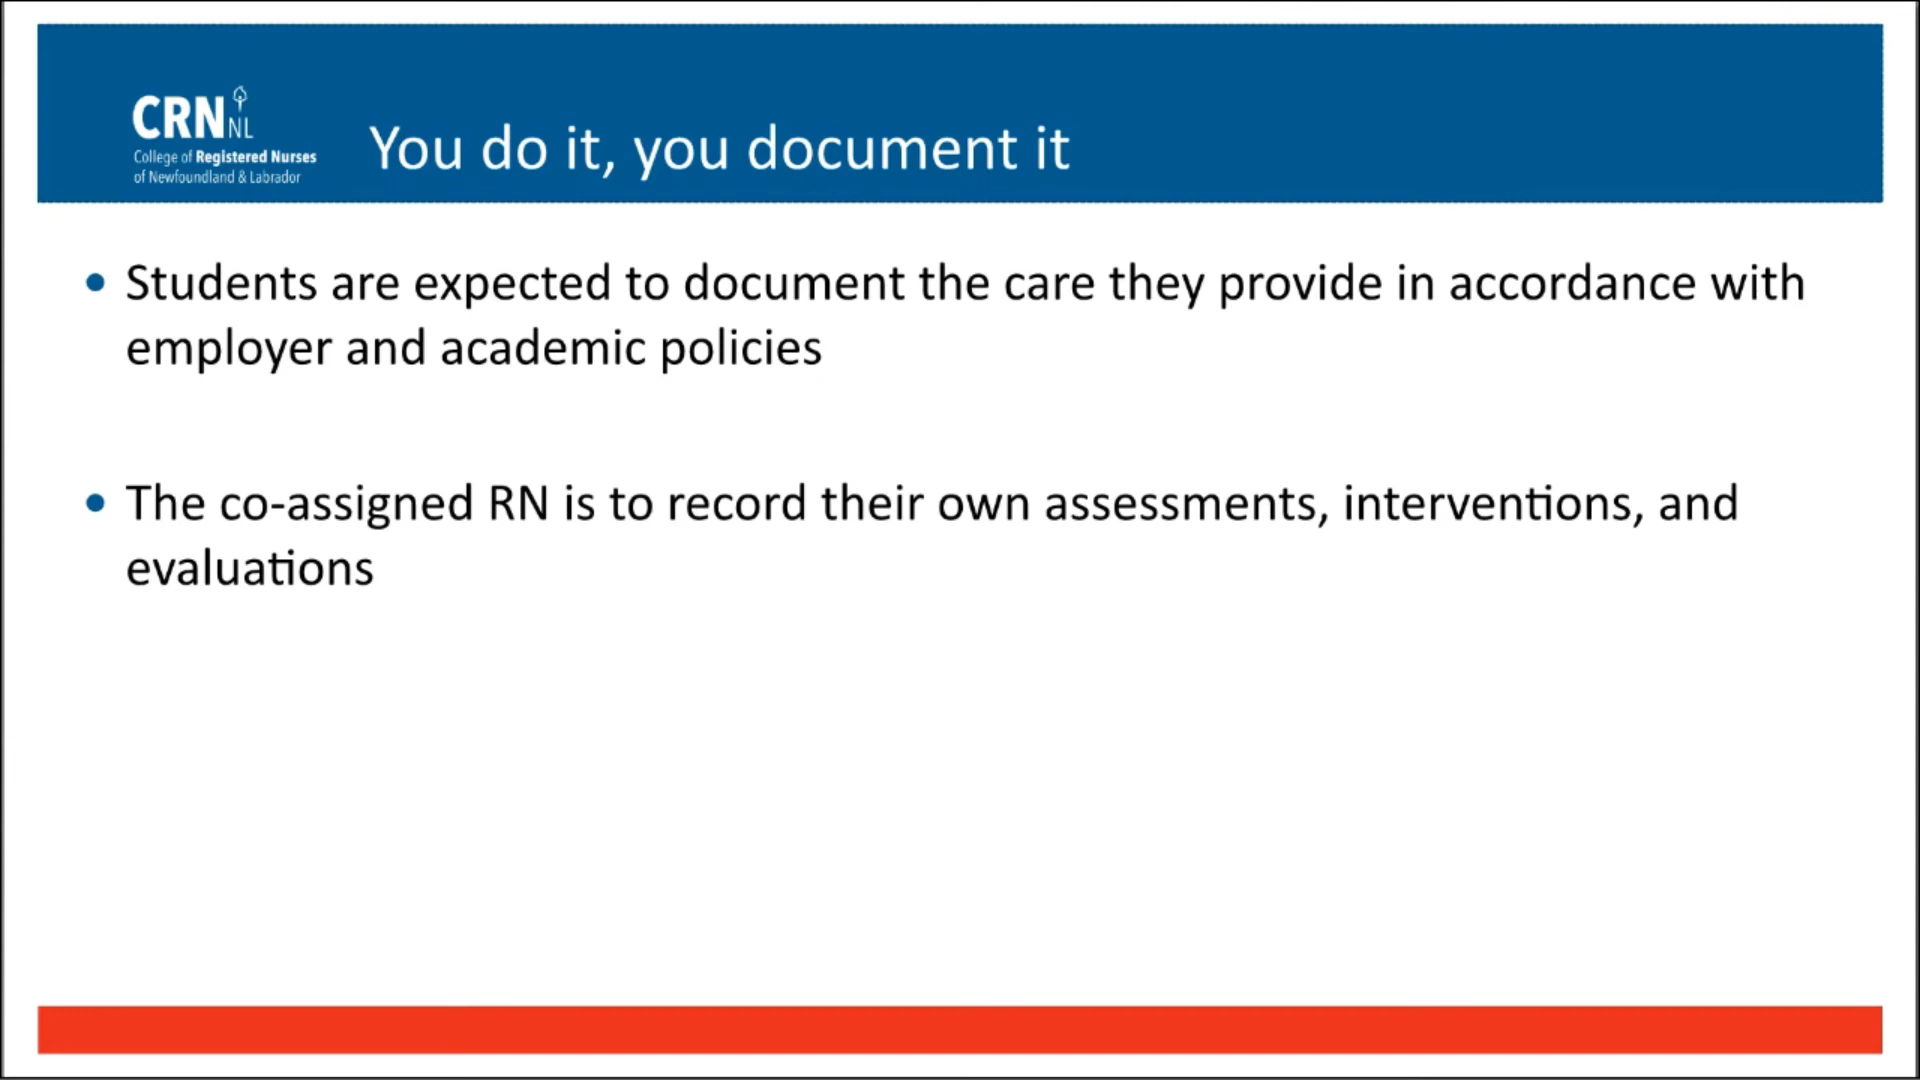 CRN NL
College of Registered Nurses
of Newfoundland & Labrador
You do it, you document it
• Students are expected to document the care they provide in accordance with
employer and academic policies
• The co-assigned RN is to record their own assessments, interventions, and
evaluations